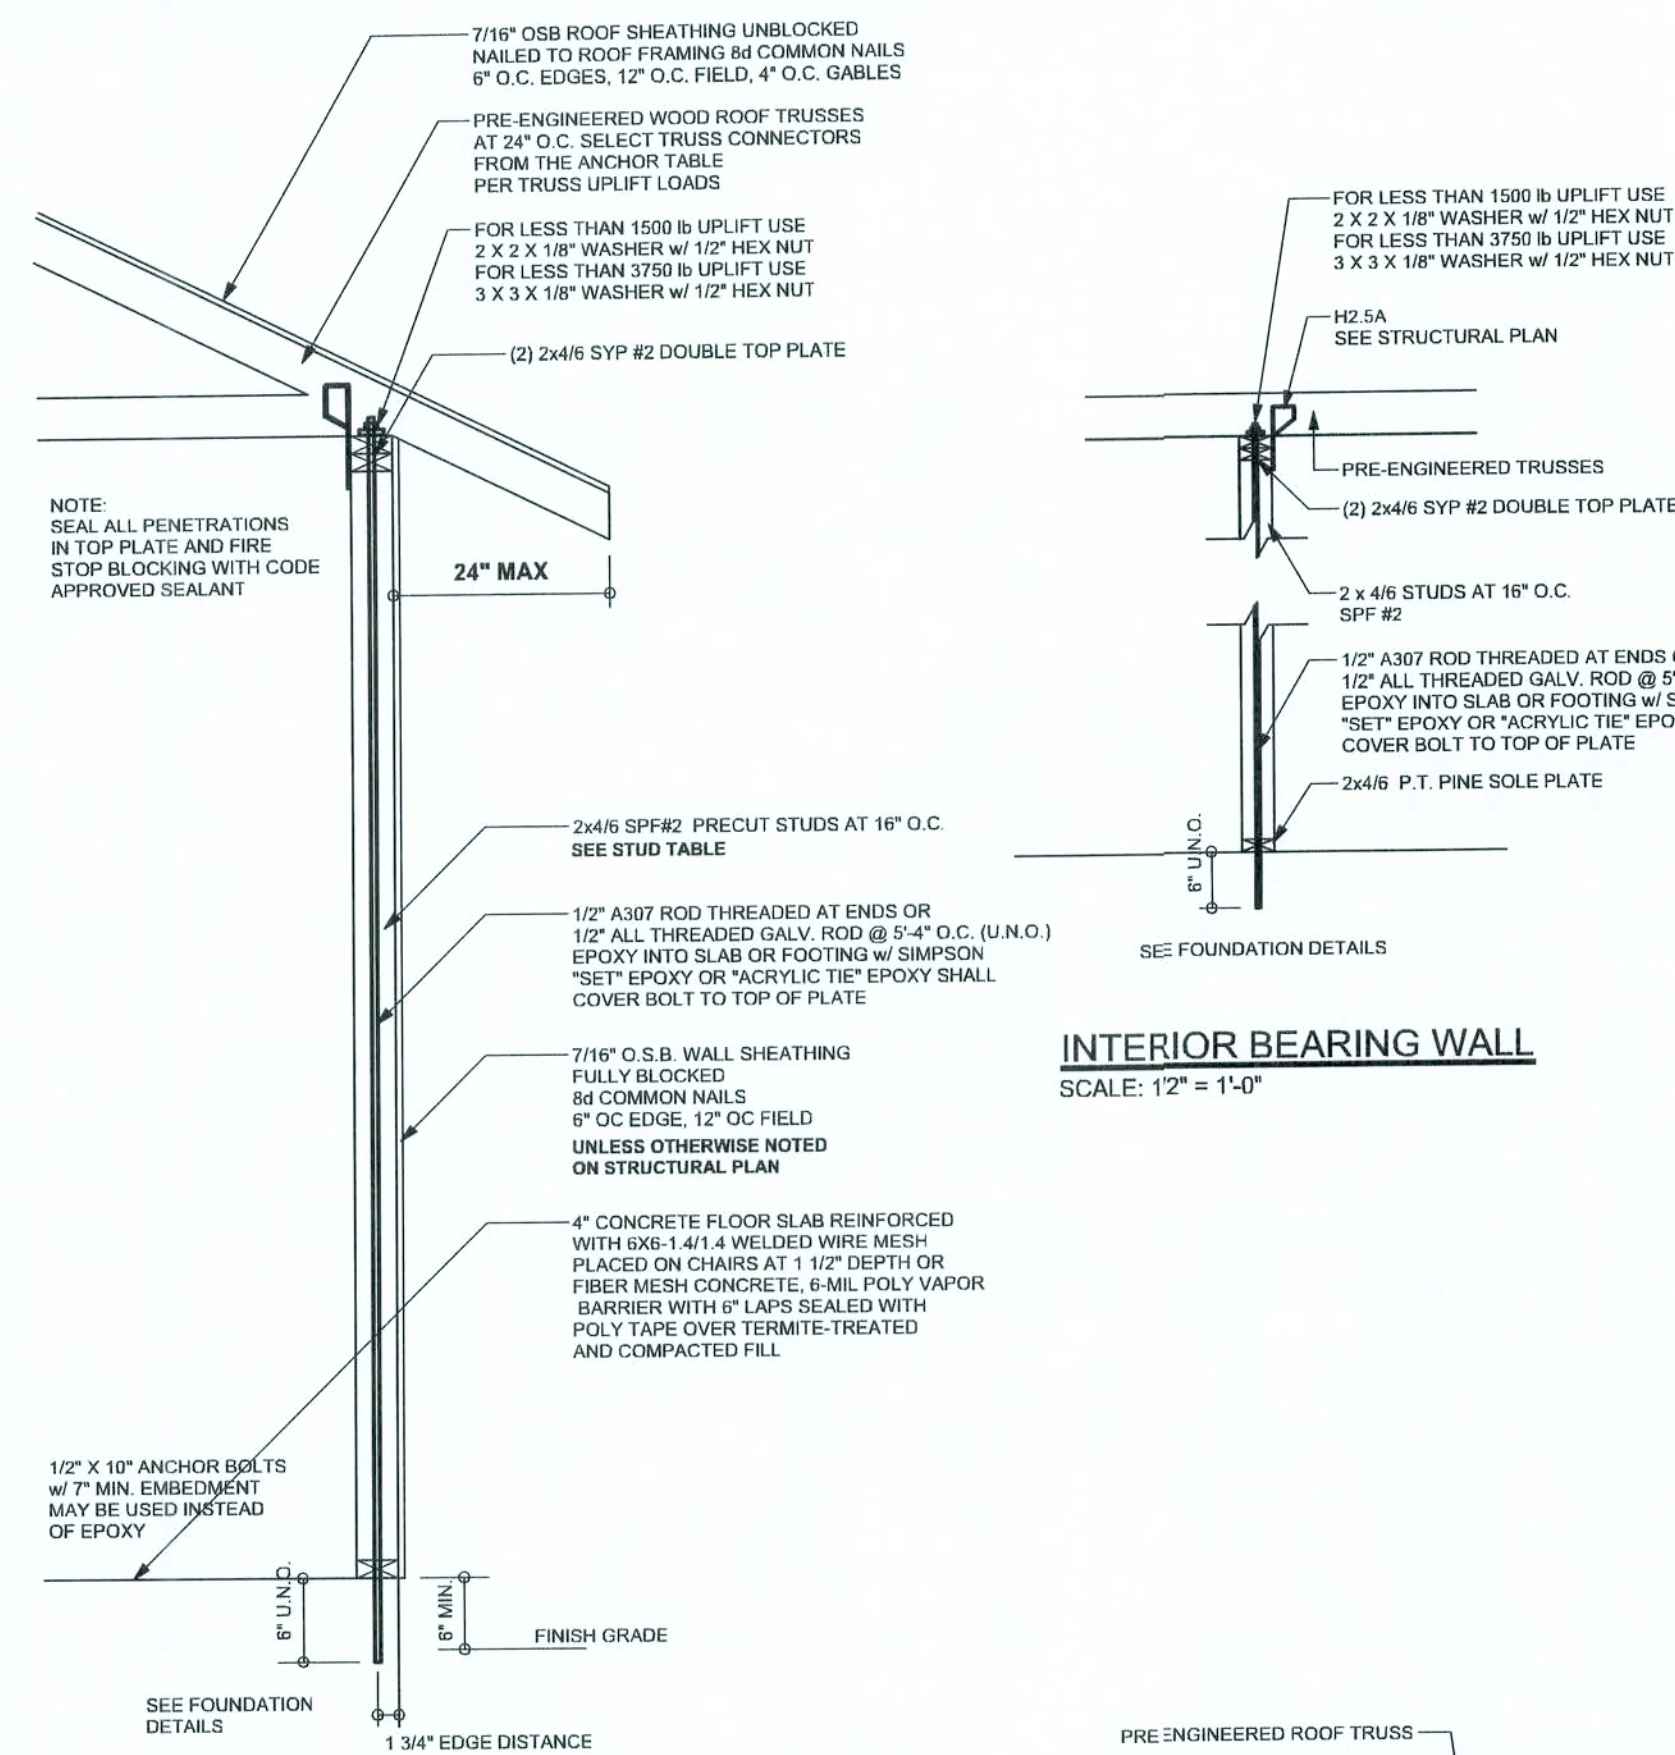 7/16" OSB ROOF SHEATHING UNBLOCKED
NAILED TO ROOF FRAMING 8d COMMON NAILS
6" O.C. EDGES, 12" O.C. FIELD, 4" O.C. GABLES
PRE-ENGINEERED WOOD ROOF TRUSSES
AT 24" O.C. SELECT TRUSS CONNECTORS
FROM THE ANCHOR TABLE
PER TRUSS UPLIFT LOADS
FOR LESS THAN 1500 lb UPLIFT USE
2 X 2 X 1/8" WASHER w/ 1/2" HEX NUT
FOR LESS THAN 3750 lb UPLIFT USE
3 X 3 X 1/8" WASHER w/ 1/2" HEX NUT
(2) 2x4/6 SYP #2 DOUBLE TOP PLATE
NOTE:
SEAL ALL PENETRATIONS
IN TOP PLATE AND FIRE
STOP BLOCKING WITH CODE
APPROVED SEALANT
24" MAX
2x4/6 SPF#2 PRECUT STUDS AT 16" O.C.
SEE STUD TABLE
1/2" A307 ROD THREADED AT ENDS OR
1/2" ALL THREADED GALV. ROD @ 5'-4" O.C. (U.N.O.)
EPOXY INTO SLAB OR FOOTING w/ SIMPSON
"SET" EPOXY OR "ACRYLIC TIE" EPOXY SHALL
COVER BOLT TO TOP OF PLATE
7/16" O.S.B. WALL SHEATHING
FULLY BLOCKED
8d COMMON NAILS
6" OC EDGE, 12" OC FIELD
UNLESS OTHERWISE NOTED
ON STRUCTURAL PLAN
4" CONCRETE FLOOR SLAB REINFORCED
WITH 6X6-1.4/1.4 WELDED WIRE MESH
PLACED ON CHAIRS AT 1 1/2" DEPTH OR
FIBER MESH CONCRETE, 6-MIL POLY VAPOR
BARRIER WITH 6" LAPS SEALED WITH
POLY TAPE OVER TERMITE-TREATED
AND COMPACTED FILL
1/2" X 10" ANCHOR BOLTS
w/ 7" MIN. EMBEDMENT
MAY BE USED INSTEAD
OF EPOXY
6" U.N.O.
6" MIN.
FINISH GRADE
SEE FOUNDATION
DETAILS
1 3/4" EDGE DISTANCE
FOR LESS THAN 1500 lb UPLIFT USE
2 X 2 X 1/8" WASHER w/ 1/2" HEX NUT
FOR LESS THAN 3750 lb UPLIFT USE
3 X 3 X 1/8" WASHER w/ 1/2" HEX NUT
H2.5A
SEE STRUCTURAL PLAN
PRE-ENGINEERED TRUSSES
(2) 2x4/6 SYP #2 DOUBLE TOP PLATE
2 x 4/6 STUDS AT 16" O.C.
SPF #2
1/2" A307 ROD THREADED AT ENDS
1/2" ALL THREADED GALV. ROD @ 5'
EPOXY INTO SLAB OR FOOTING w/ S
"SET" EPOXY OR "ACRYLIC TIE" EPO
COVER BOLT TO TOP OF PLATE
2x4/6 P.T. PINE SOLE PLATE
6" U.N.O.
SEE FOUNDATION DETAILS
INTERIOR BEARING WALL
SCALE: 1'2" = 1'-0"
PRE ENGINEERED ROOF TRUSS